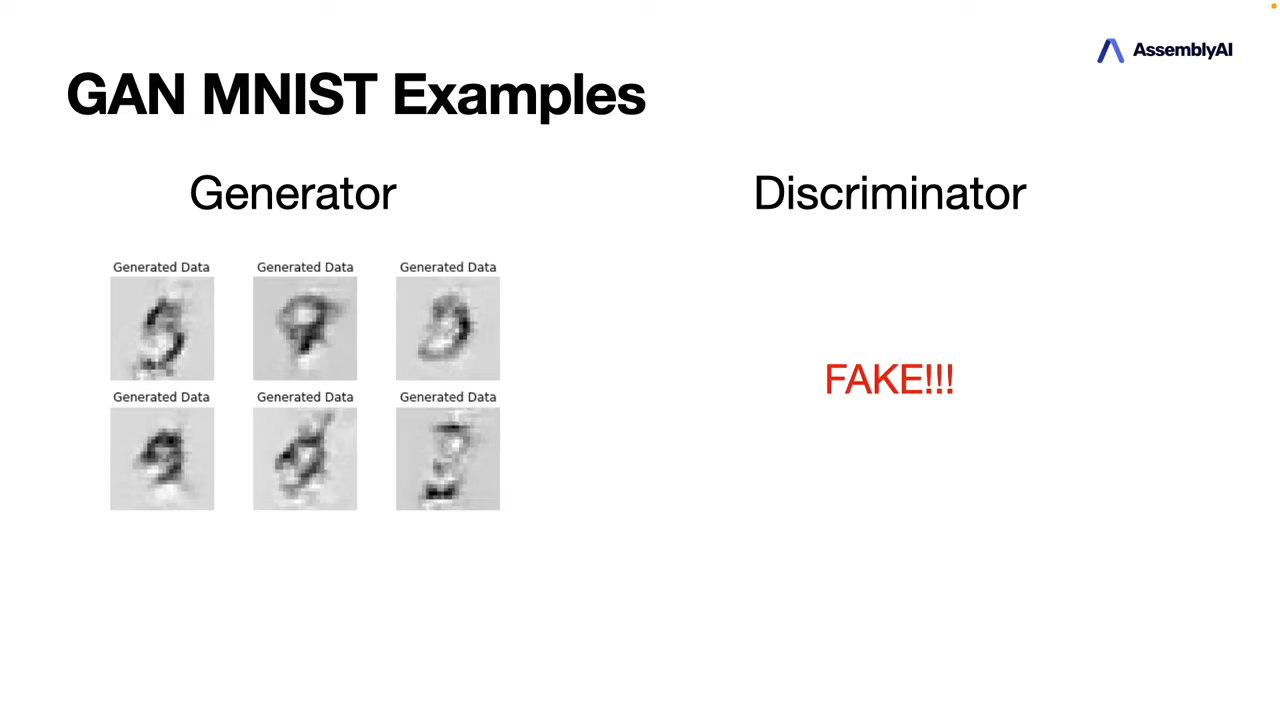 AssemblyAI
GAN MNIST Examples
Generator
Discriminator
Generated Data
Generated Data
Generated Data
FAKE!!!
Generated Data
Generated Data
Generated Data